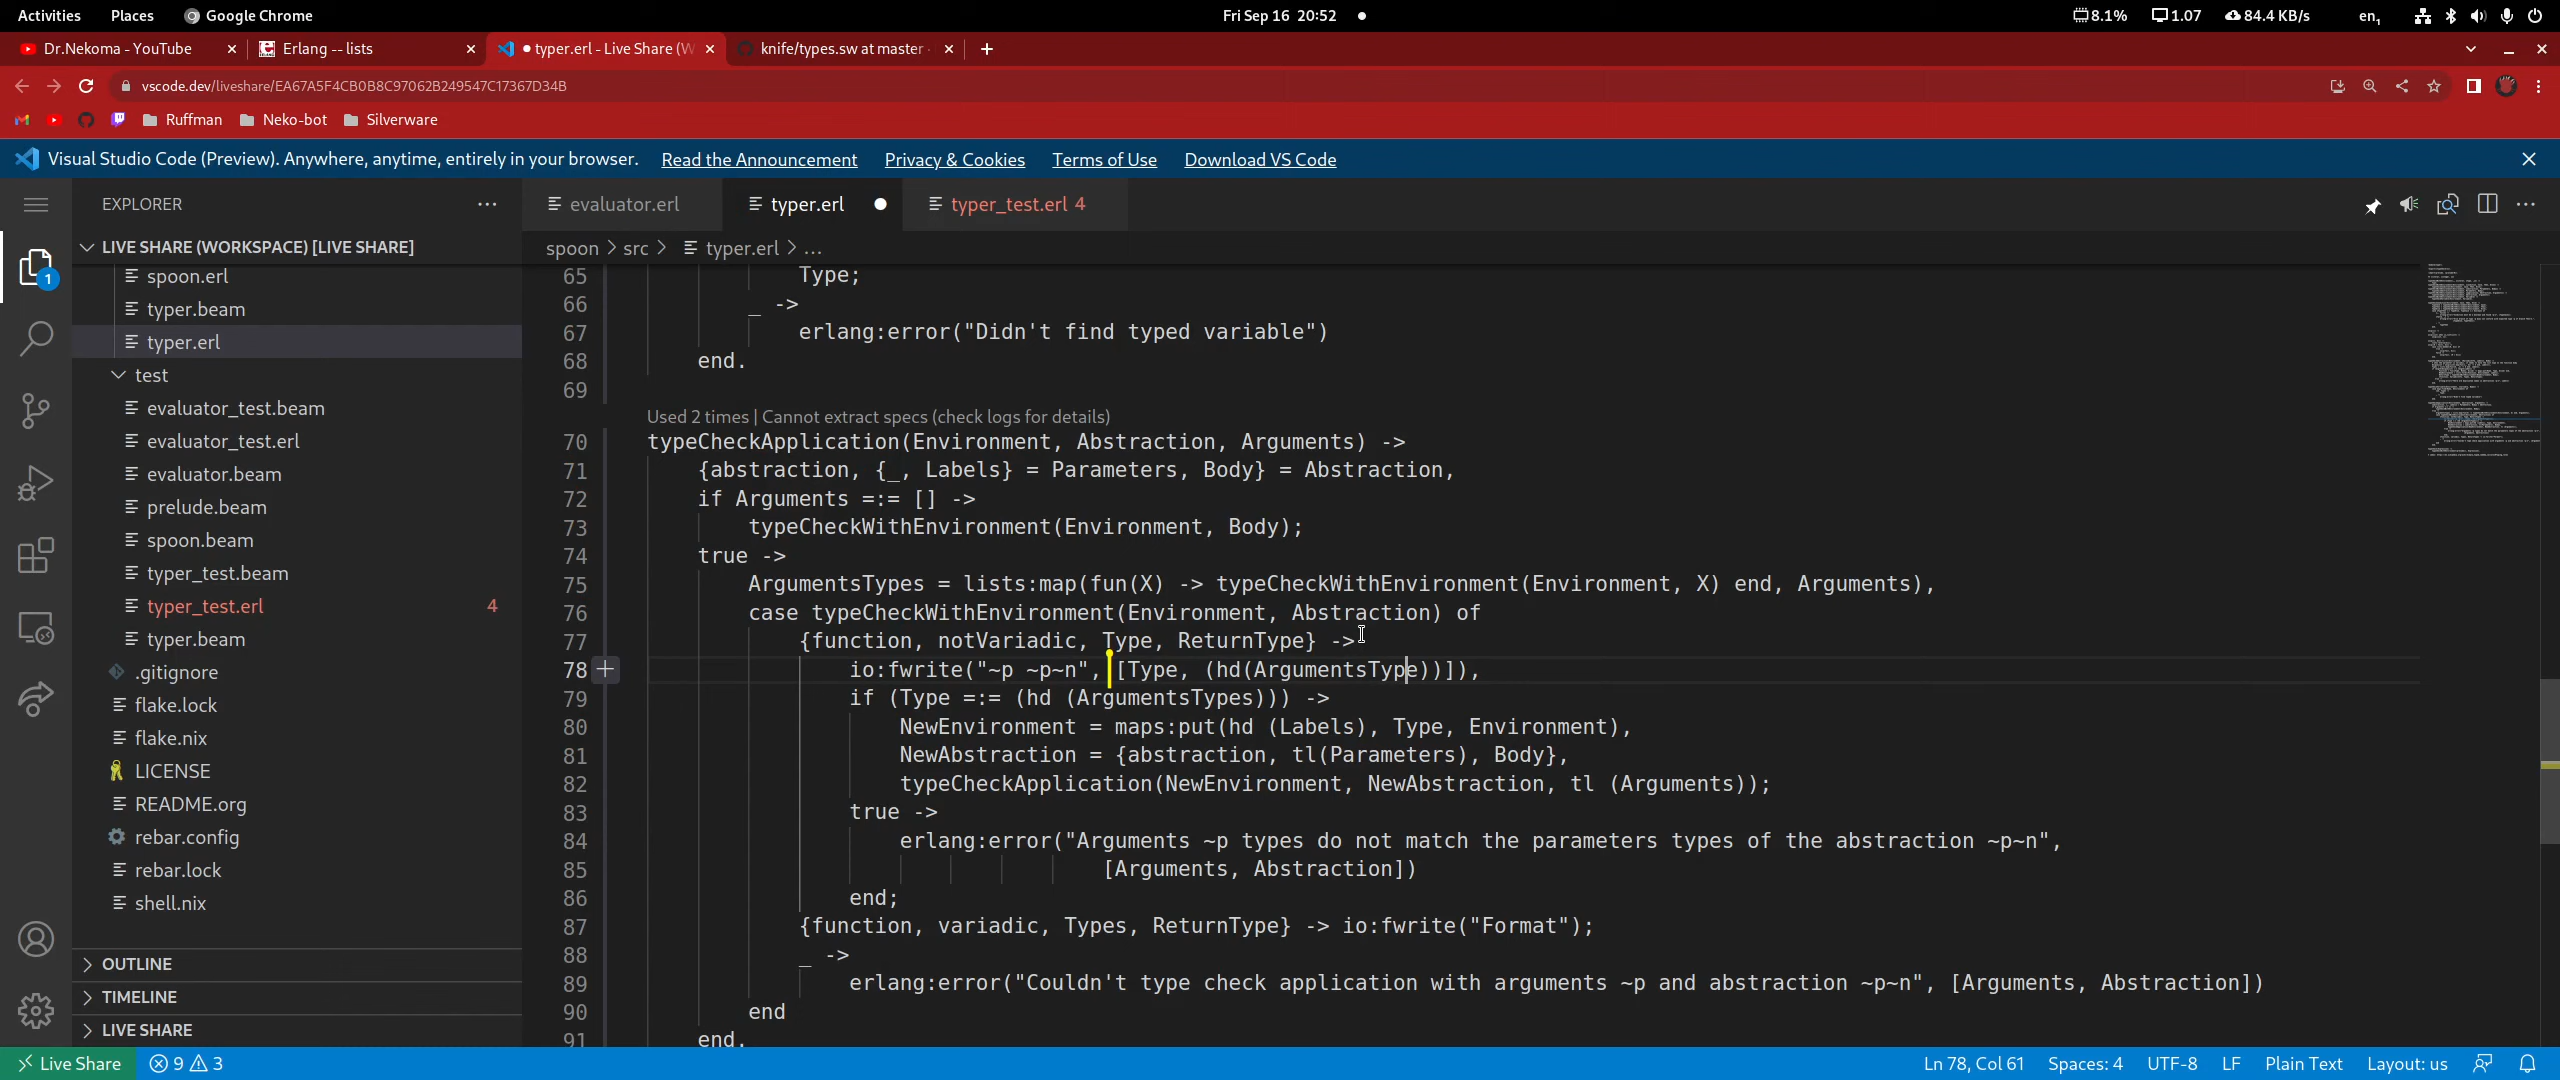 Activities Places Google Chrome Fri Sep 16 20:52 8.1% 1.07 84.4 KB/s en1
Dr.Nekoma - YouTube Erlang -- lists typer.erl - Live Share (W knife/types.sw at master
vscode.dev/liveshare/EA67A5F4CB0B8C97062B249547C17367D34B
Ruffman Neko-bot Silverware
Visual Studio Code (Preview). Anywhere, anytime, entirely in your browser. Read the Announcement Privacy & Cookies Terms of Use Download VS Code
EXPLORER
evaluator.erl typer.erl typer_test.erl 4
LIVE SHARE (WORKSPACE) [LIVE SHARE]
spoon > src > typer.erl > ...
1
spoon.erl
typer.beam
typer.erl
test
evaluator_test.beam
evaluator_test.erl
evaluator.beam
prelude.beam
spoon.beam
typer_test.beam
typer_test.erl 4
typer.beam
.gitignore
flake.lock
flake.nix
LICENSE
README.org
rebar.config
rebar.lock
shell.nix
OUTLINE
TIMELINE
LIVE SHARE
65 Type;
66 _ ->
67 erlang:error("Didn't find typed variable")
68 end.
69
Used 2 times | Cannot extract specs (check logs for details)
70 typeCheckApplication(Environment, Abstraction, Arguments) ->
71 {abstraction, {_, Labels} = Parameters, Body} = Abstraction,
72 if Arguments =:= [] ->
73 typeCheckWithEnvironment(Environment, Body);
74 true ->
75 ArgumentsTypes = lists:map(fun(X) -> typeCheckWithEnvironment(Environment, X) end, Arguments),
76 case typeCheckWithEnvironment(Environment, Abstraction) of
77 {function, notVariadic, Type, ReturnType} ->
78 io:fwrite("~p ~p~n", [Type, (hd(ArgumentsType))]),
79 if (Type =:= (hd (ArgumentsTypes))) ->
80 NewEnvironment = maps:put(hd (Labels), Type, Environment),
81 NewAbstraction = {abstraction, tl(Parameters), Body},
82 typeCheckApplication(NewEnvironment, NewAbstraction, tl (Arguments));
83 true ->
84 erlang:error("Arguments ~p types do not match the parameters types of the abstraction ~p~n",
85 [Arguments, Abstraction])
86 end;
87 {function, variadic, Types, ReturnType} -> io:fwrite("Format");
88 _ ->
89 erlang:error("Couldn't type check application with arguments ~p and abstraction ~p~n", [Arguments, Abstraction])
90 end
91 end.
Live Share 9 3 Ln 78, Col 61 Spaces: 4 UTF-8 LF Plain Text Layout: us